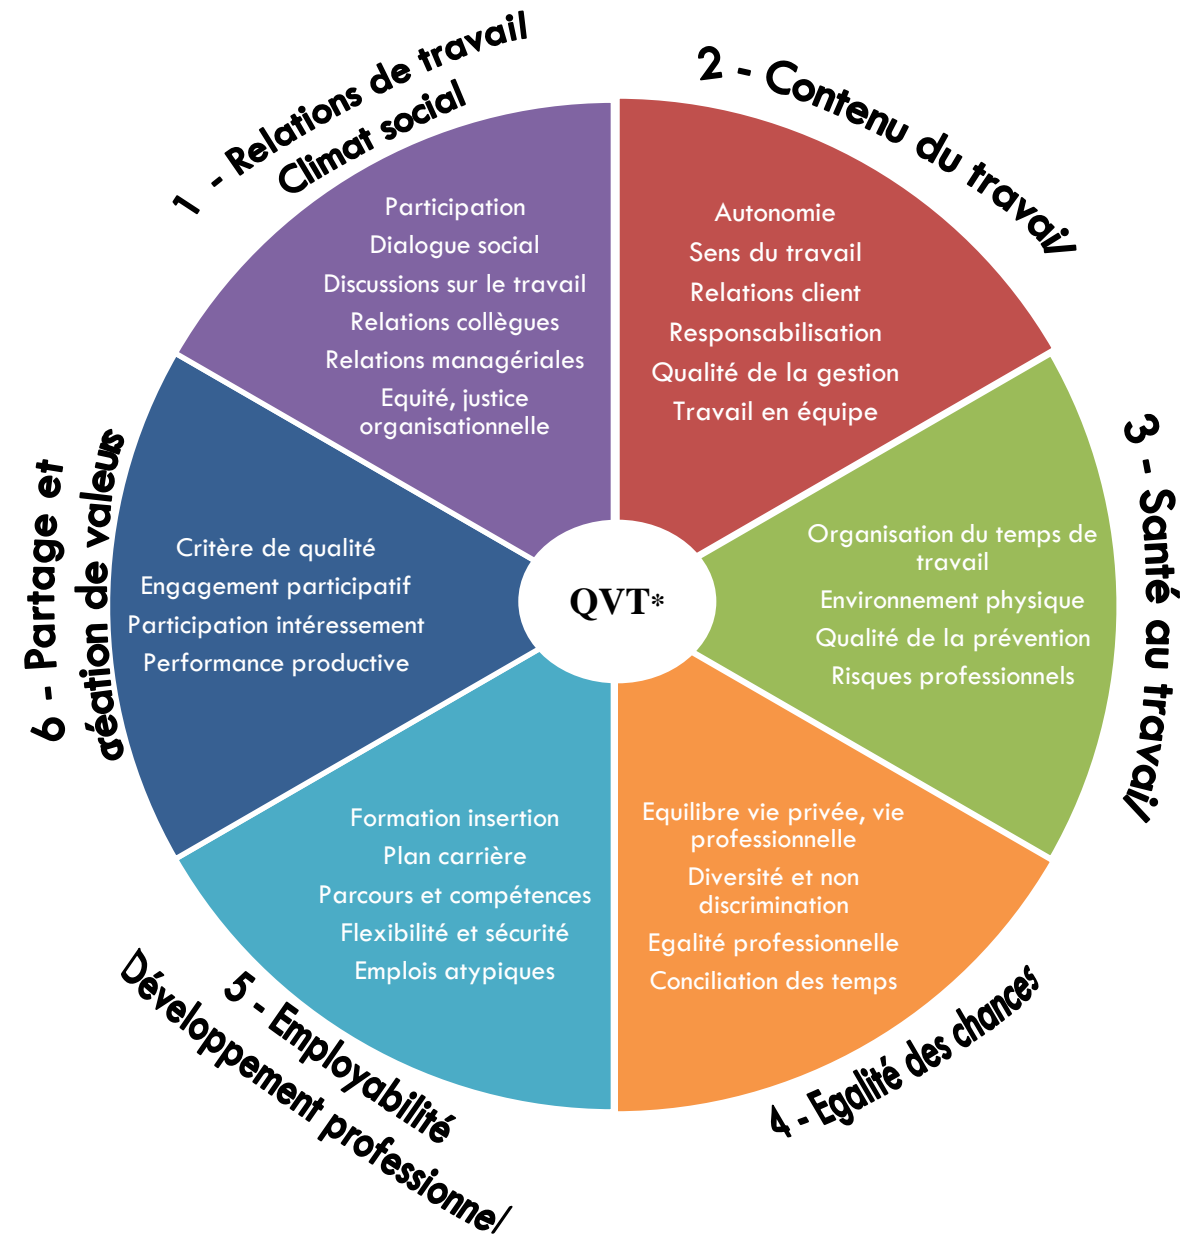 1 - Relations de travail
Climat social
Participation
Dialogue social
Discussions sur le travail
Relations collègues
Relations managériales
Equité, justice
organisationnelle
2 - Contenu du travail
Autonomie
Sens du travail
Relations client
Responsabilisation
Qualité de la gestion
Travail en équipe
3 - Santé au travail
Organisation du temps de
travail
Environnement physique
Qualité de la prévention
Risques professionnels
4 - Egalité des chances
Equilibre vie privée, vie
professionnelle
Diversité et non
discrimination
Egalité professionnelle
Conciliation des temps
5 - Employabilité
Développement professionnel
Formation insertion
Plan carrière
Parcours et compétences
Flexibilité et sécurité
Emplois atypiques
6 - Partage et
création de valeurs
Critère de qualité
Engagement participatif
Participation intéressement
Performance productive
QVT*